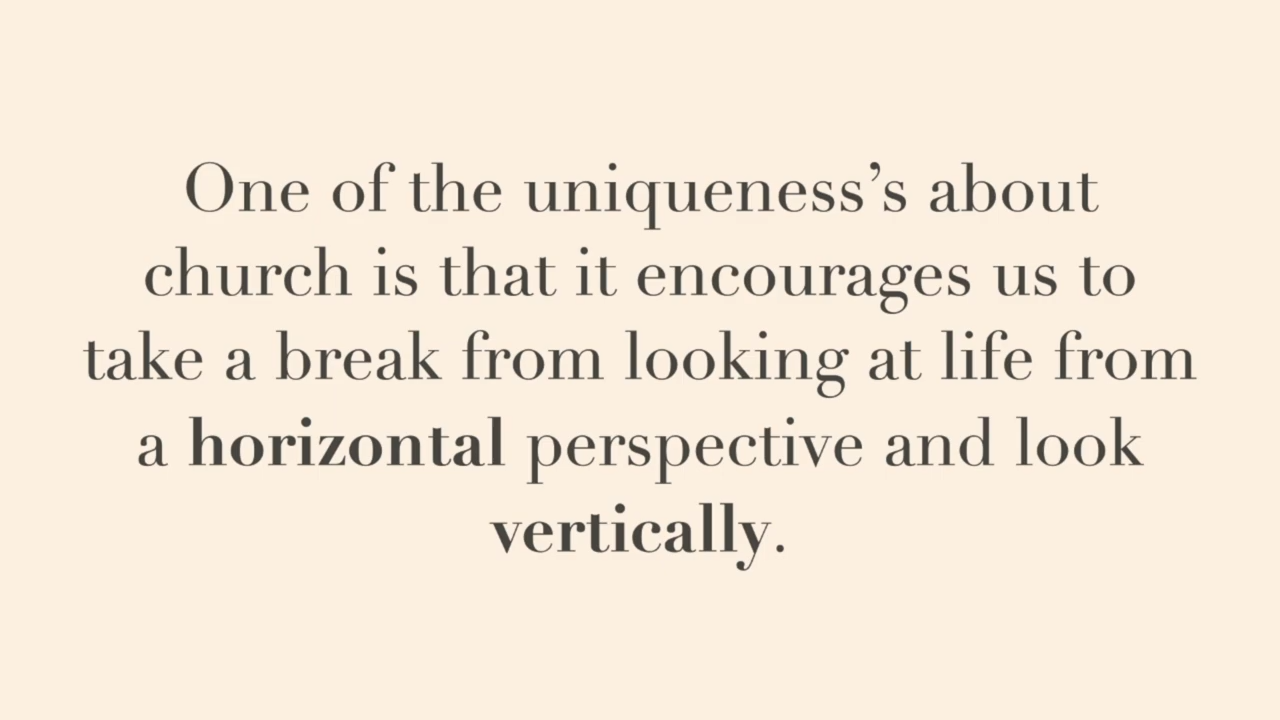 One of the uniqueness’s about
church is that it encourages us to
take a break from looking at life from
a horizontal perspective and look
vertically.